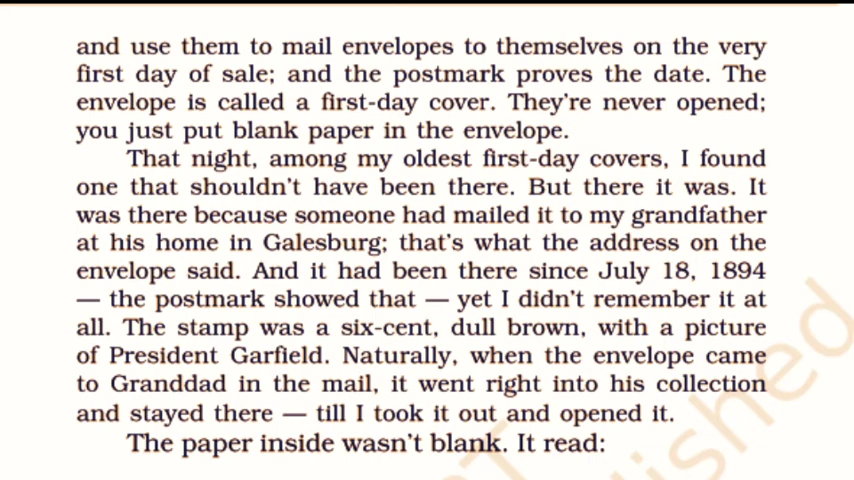 and use them to mail envelopes to themselves on the very
first day of sale; and the postmark proves the date. The
envelope is called a first-day cover. They're never opened;
you just put blank paper in the envelope.
That night, among my oldest first-day covers, I found
one that shouldn't have been there. But there it was. It
was there because someone had mailed it to my grandfather
at his home in Galesburg; that's what the address on the
envelope said. And it had been there since July 18, 1894
— the postmark showed that — yet I didn't remember it at
all. The stamp was a six-cent, dull brown, with a picture
of President Garfield. Naturally, when the envelope came
to Granddad in the mail, it went right into his collection
and stayed there — till I took it out and opened it.
The paper inside wasn't blank. It read: